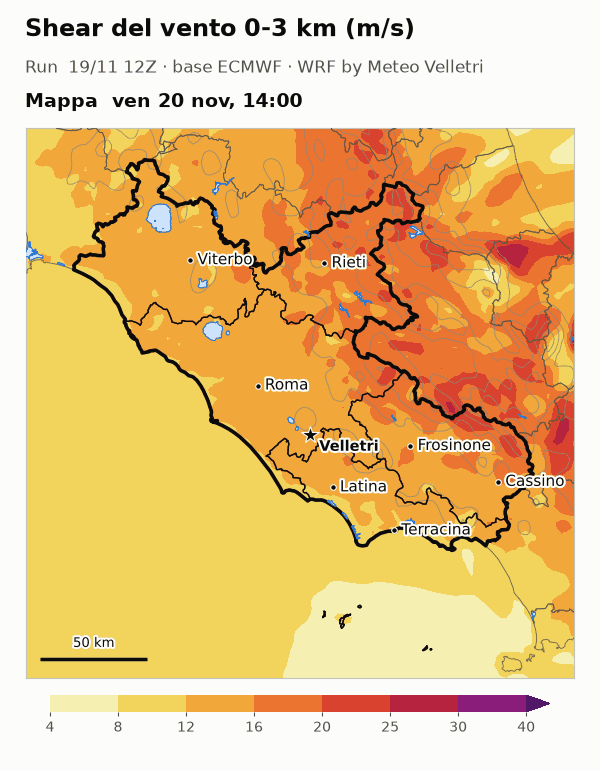 Shear del vento 0-3 km (m/s)
Run  19/11 12Z · base ECMWF · WRF by Meteo Velletri
Mappa  ven 20 nov, 14:00
Viterbo
Rieti
Roma
Velletri
Frosinone
Cassino
Latina
Terracina
50 km
4 8 12 16 20 25 30 40